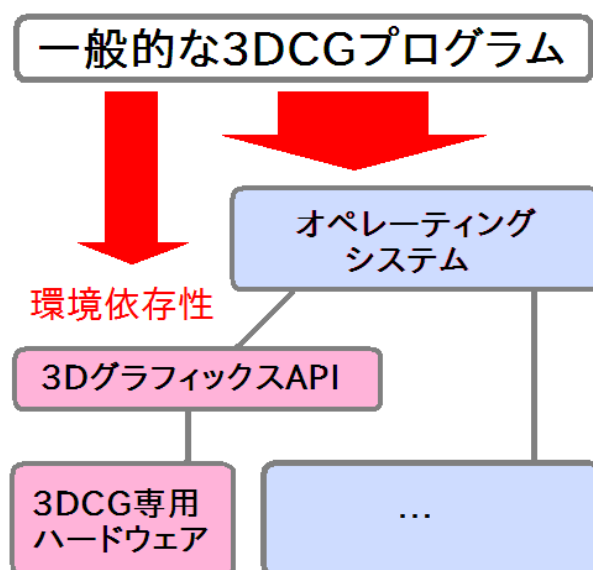 一般的な3DCGプログラム
オペレーティング
システム
環境依存性
3DグラフィックスAPI
3DCG専用
ハードウェア
…